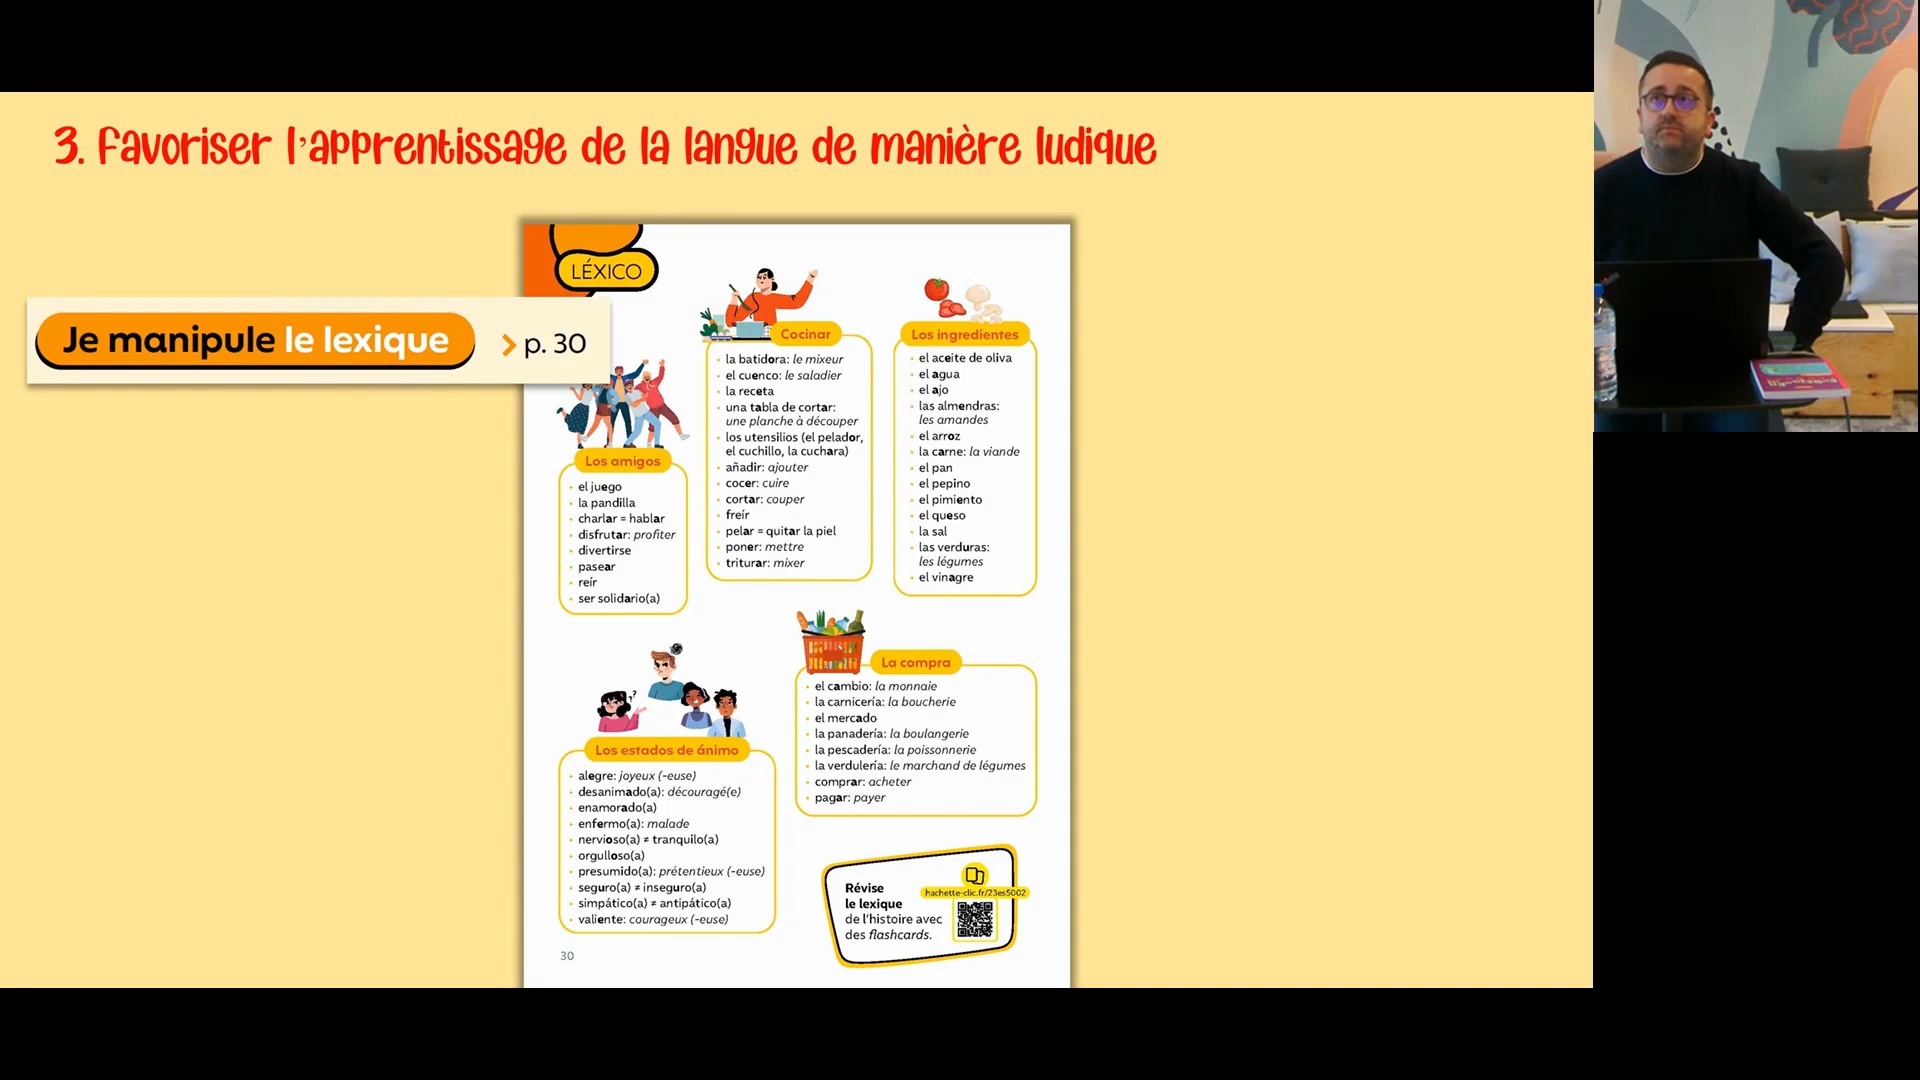 3. Favoriser l'apprentissage de la langue de manière ludique
Je manipule le lexique
p. 30
LÉXICO
Los amigos
el juego
la pandilla
charlar = hablar
disfrutar: profiter
divertirse
pasear
reír
ser solidario(a)
Cocinar
la batidora: le mixeur
el cuenco: le saladier
la receta
una tabla de cortar:
une planche à découper
los utensilios (el pelador,
el cuchillo, la cuchara)
añadir: ajouter
cocer: cuire
cortar: couper
freír
pelar = quitar la piel
poner: mettre
triturar: mixer
Los ingredientes
el aceite de oliva
el agua
el ajo
las almendras:
les amandes
el arroz
la carne: la viande
el pan
el pepino
el pimiento
el queso
la sal
las verduras:
les légumes
el vinagre
Los estados de ánimo
alegre: joyeux (-euse)
desanimado(a): découragé(e)
enamorado(a)
enfermo(a): malade
nervioso(a) ≠ tranquilo(a)
orgulloso(a)
presumido(a): prétentieux (-euse)
seguro(a) ≠ inseguro(a)
simpático(a) ≠ antipático(a)
valiente: courageux (-euse)
La compra
el cambio: la monnaie
la carnicería: la boucherie
el mercado
la panadería: la boulangerie
la pescadería: la poissonnerie
la verdulería: le marchand de légumes
comprar: acheter
pagar: payer
Révise
le lexique
de l'histoire avec
des flashcards.
hachette-clic.fr/23es5002
30